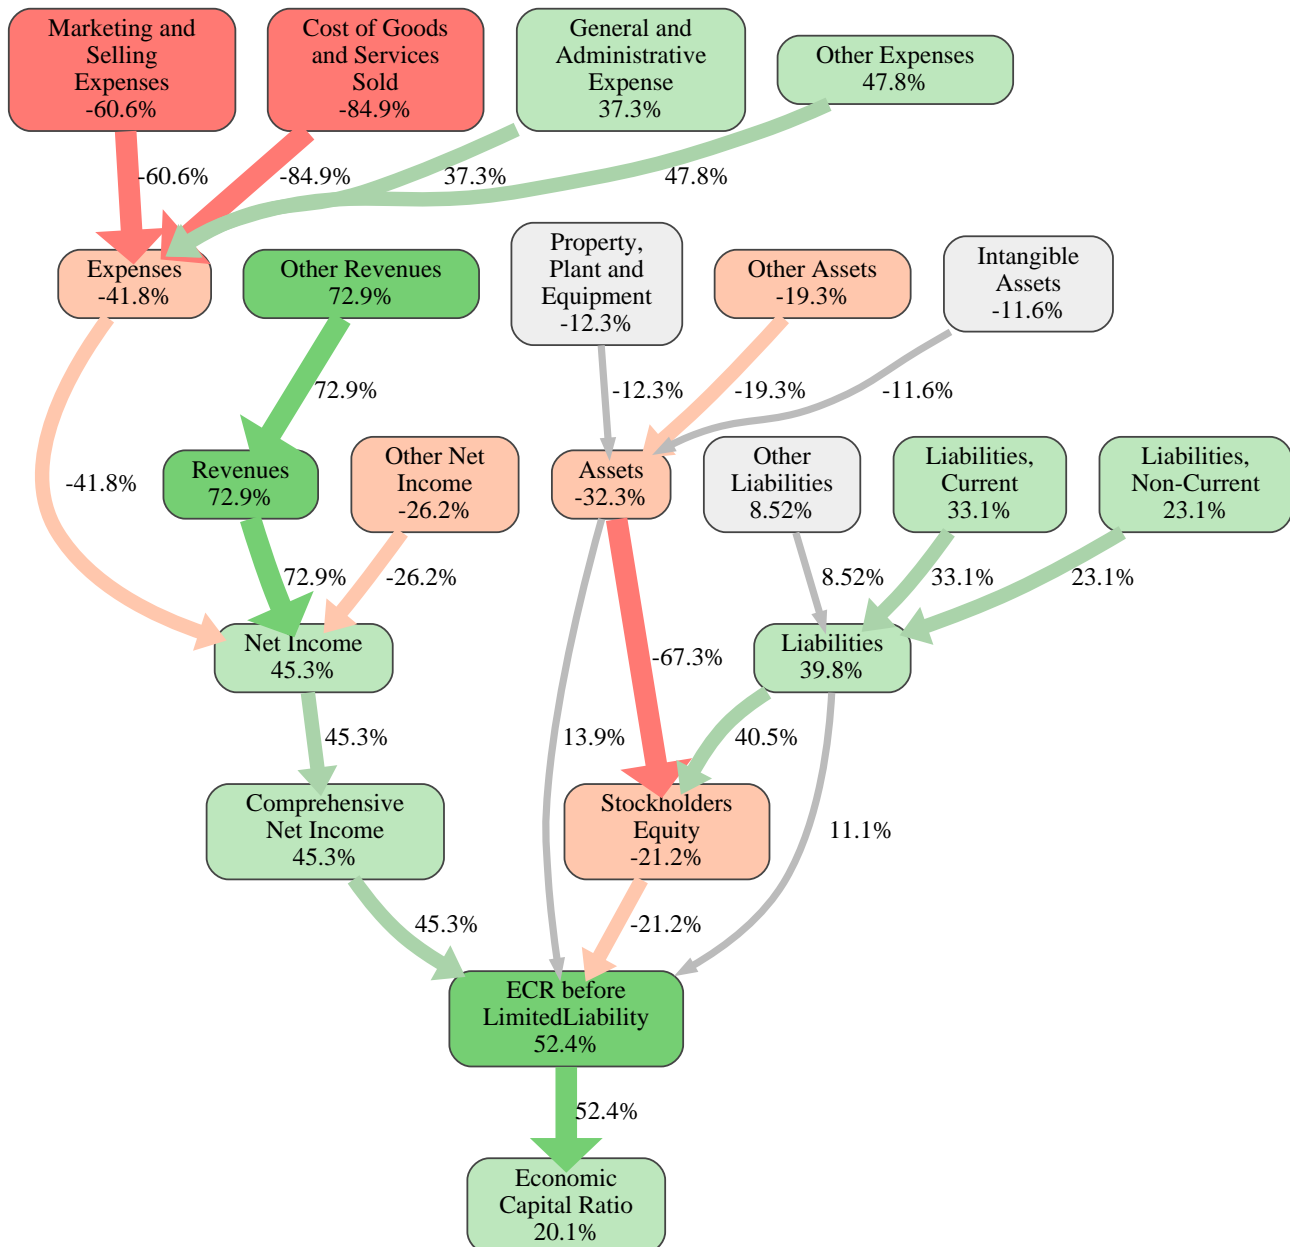 Marketing and
Selling
Expenses
-60.6%
Cost of Goods
and Services
Sold
-84.9%
General and
Administrative
Expense
37.3%
Other Expenses
47.8%
-60.6%
-84.9%
37.3%
47.8%
Expenses
-41.8%
Other Revenues
72.9%
Property,
Plant and
Equipment
-12.3%
Other Assets
-19.3%
Intangible
Assets
-11.6%
72.9%
-12.3%
-19.3%
-11.6%
-41.8%
Revenues
72.9%
Other Net
Income
-26.2%
Assets
-32.3%
Other
Liabilities
8.52%
Liabilities,
Current
33.1%
Liabilities,
Non-Current
23.1%
72.9%
-26.2%
8.52%
33.1%
23.1%
Net Income
45.3%
-67.3%
Liabilities
39.8%
45.3%
13.9%
40.5%
Comprehensive
Net Income
45.3%
Stockholders
Equity
-21.2%
11.1%
45.3%
-21.2%
ECR before
LimitedLiability
52.4%
52.4%
Economic
Capital Ratio
20.1%